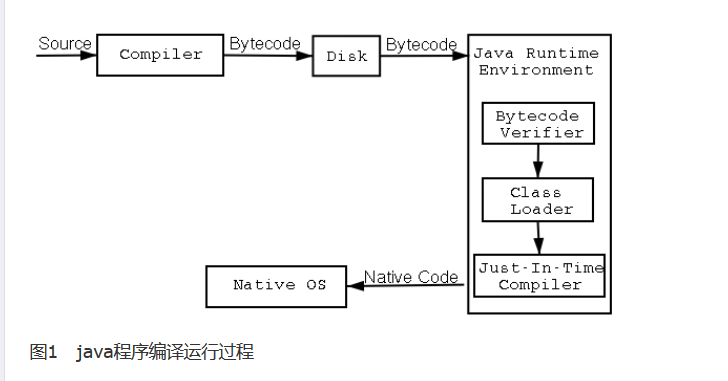 Source
Compiler
Bytecode
Disk
Bytecode
Java Runtime
Environment
Bytecode
Verifier
Class
Loader
Just-In-Time
Compiler
Native Code
Native OS
图1 java程序编译运行过程